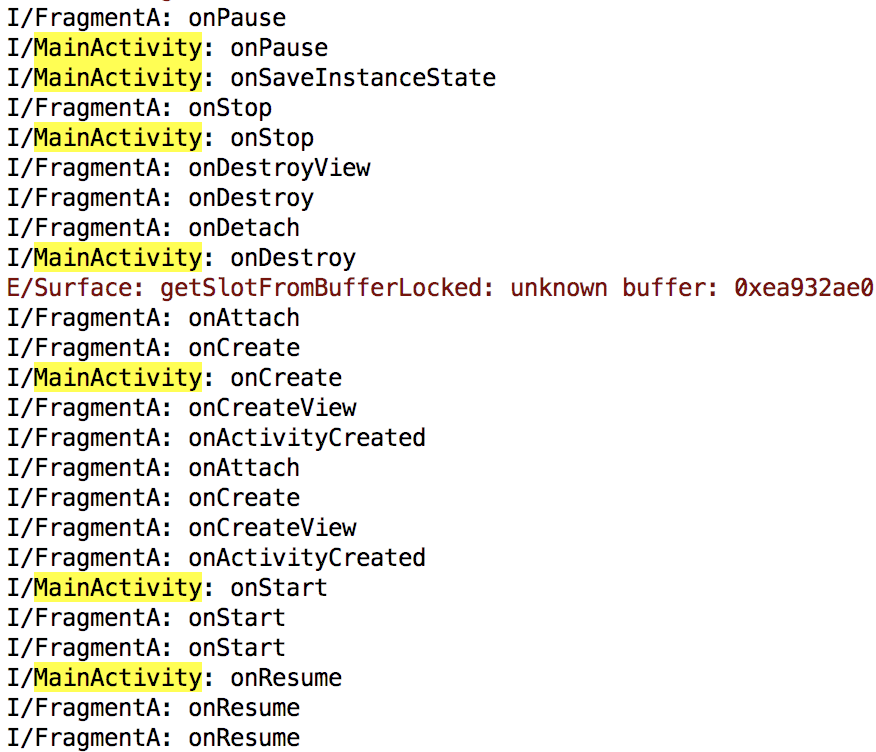 I/FragmentA: onPause
I/MainActivity: onPause
I/MainActivity: onSaveInstanceState
I/FragmentA: onStop
I/MainActivity: onStop
I/FragmentA: onDestroyView
I/FragmentA: onDestroy
I/FragmentA: onDetach
I/MainActivity: onDestroy
E/Surface: getSlotFromBufferLocked: unknown buffer: 0xea932ae0
I/FragmentA: onAttach
I/FragmentA: onCreate
I/MainActivity: onCreate
I/FragmentA: onCreateView
I/FragmentA: onActivityCreated
I/FragmentA: onAttach
I/FragmentA: onCreate
I/FragmentA: onCreateView
I/FragmentA: onActivityCreated
I/MainActivity: onStart
I/FragmentA: onStart
I/FragmentA: onStart
I/MainActivity: onResume
I/FragmentA: onResume
I/FragmentA: onResume